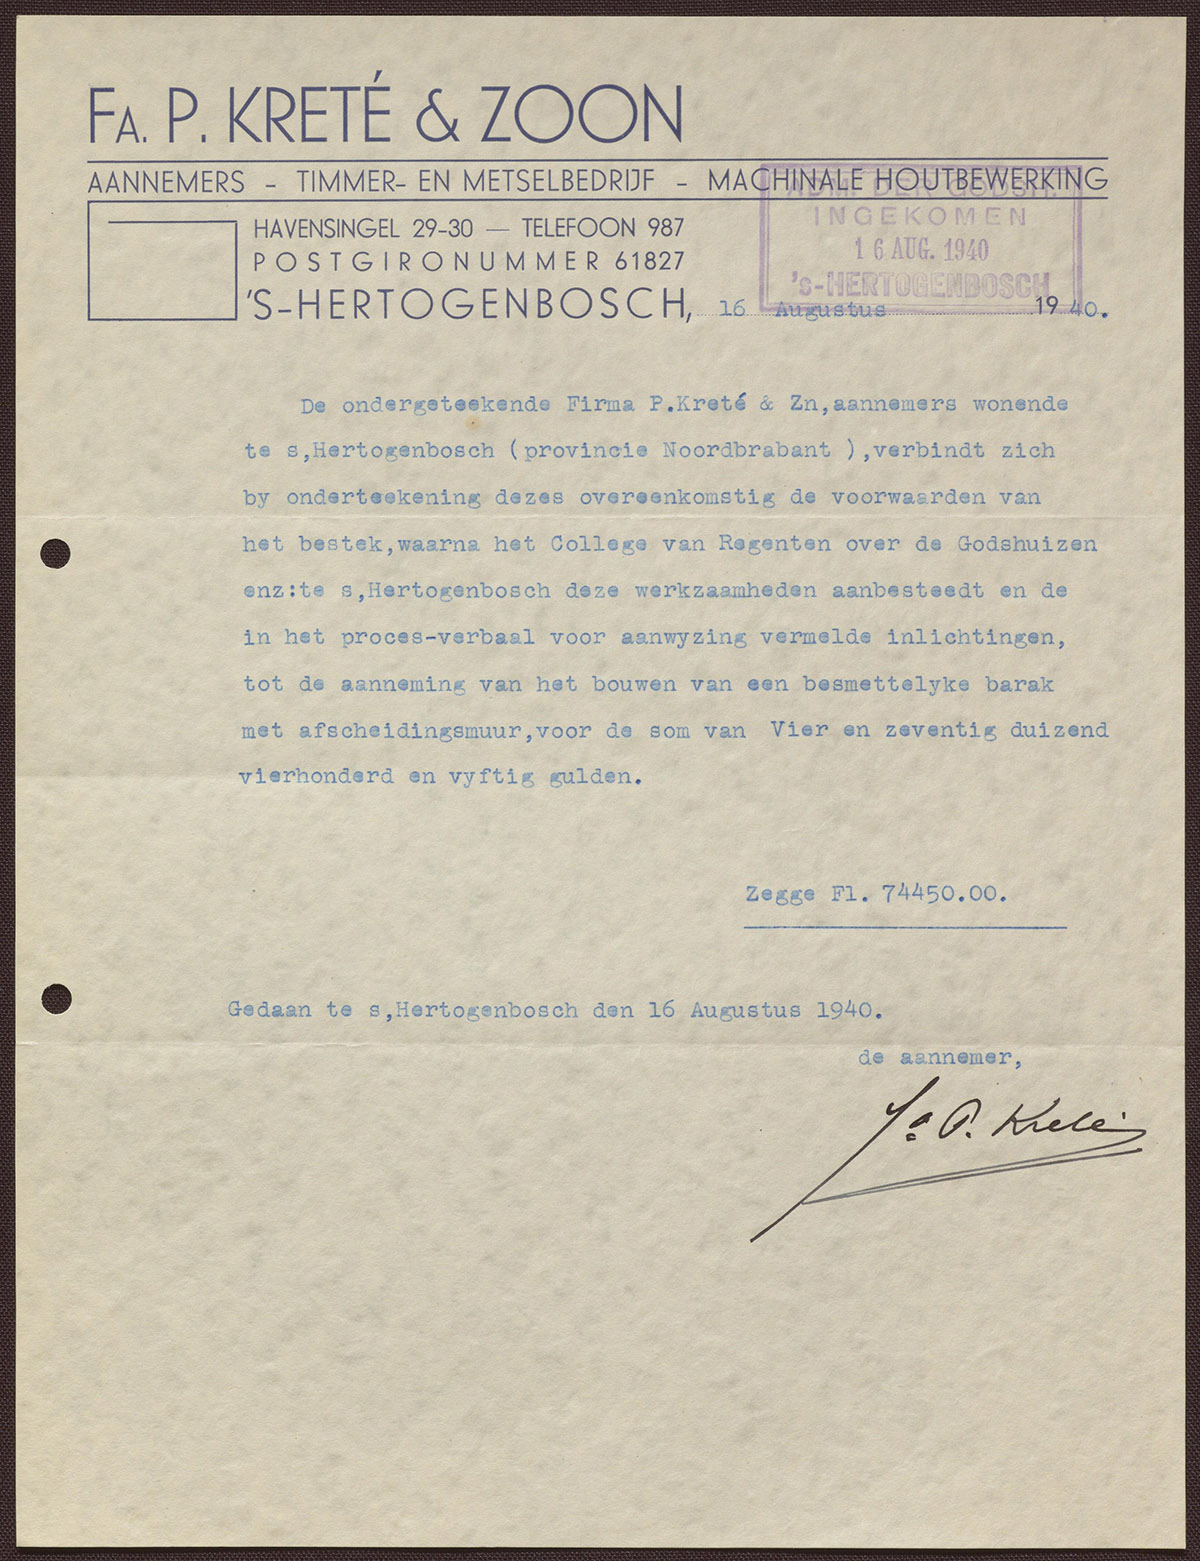 FA. P. KRETÉ & ZOON
AANNEMERS - TIMMER- EN METSELBEDRIJF - MACHINALE HOUTBEWERKING
HAVENSINGEL 29-30 — TELEFOON 987
POSTGIRONUMMER 61827
'S-HERTOGENBOSCH, 16 Augustus 1940.
ADM. DER GODSH.
INGEKOMEN
16 AUG. 1940
's-HERTOGENBOSCH
De ondergeteekende Firma P.Kreté & Zn,aannemers wonende
te s,Hertogenbosch (provincie Noordbrabant ),verbindt zich
by onderteekening dezes overeenkomstig de voorwaarden van
het bestek,waarna het College van Regenten over de Godshuizen
enz:te s,Hertogenbosch deze werkzaamheden aanbesteedt en de
in het proces-verbaal voor aanwyzing vermelde inlichtingen,
tot de aanneming van het bouwen van een besmettelyke barak
met afscheidingsmuur,voor de som van Vier en zeventig duizend
vierhonderd en vyftig gulden.
Zegge Fl. 74450.00.
Gedaan te s,Hertogenbosch den 16 Augustus 1940.
de aannemer,
Fa P. Kreté